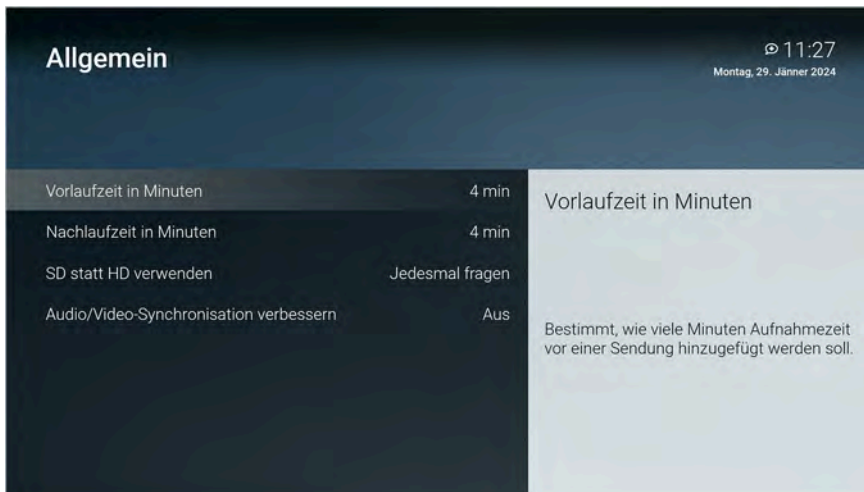 Allgemein
11:27
Montag, 29. Jänner 2024
Vorlaufzeit in Minuten 4 min
Nachlaufzeit in Minuten 4 min
SD statt HD verwenden Jedesmal fragen
Audio/Video-Synchronisation verbessern Aus
Vorlaufzeit in Minuten
Bestimmt, wie viele Minuten Aufnahmezeit
vor einer Sendung hinzugefügt werden soll.